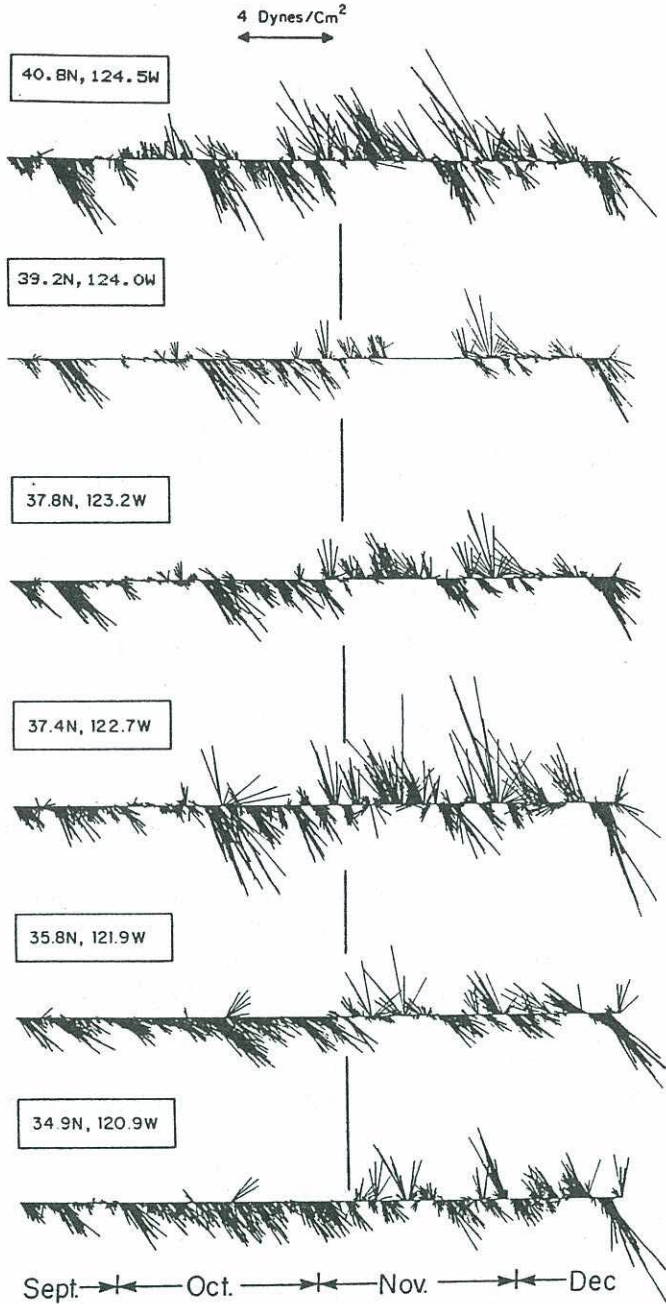 4 Dynes/Cm²
40.8N, 124.5W
39.2N, 124.0W
37.8N, 123.2W
37.4N, 122.7W
35.8N, 121.9W
34.9N, 120.9W
Sept. Oct. Nov. Dec